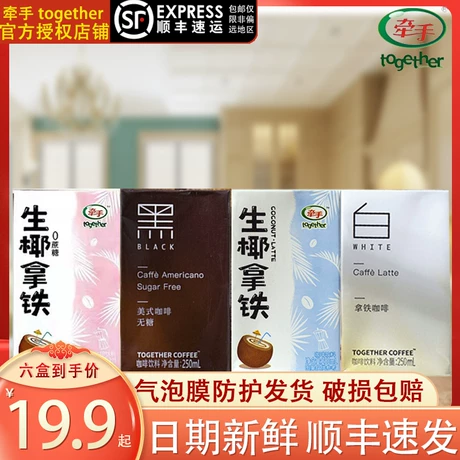 牵手 together
官方授权店铺
SF EXPRESS
顺丰速运
包邮仅
限非偏
远地区
牵手
together
牵手
together
生椰拿铁
0蔗糖
黑
BLACK
Caffè Americano
Sugar Free
美式咖啡
无糖
TOGETHER COFFEE
咖啡饮料 净含量:250ml
牵手
together
生椰拿铁
COCONUT·LATTE
白
WHITE
Caffè Latte
拿铁咖啡
TOGETHER COFFEE
咖啡饮料 净含量:250ml
六盒到手价
¥19.9起
气泡膜防护发货 破损包赔
日期新鲜 顺丰速发